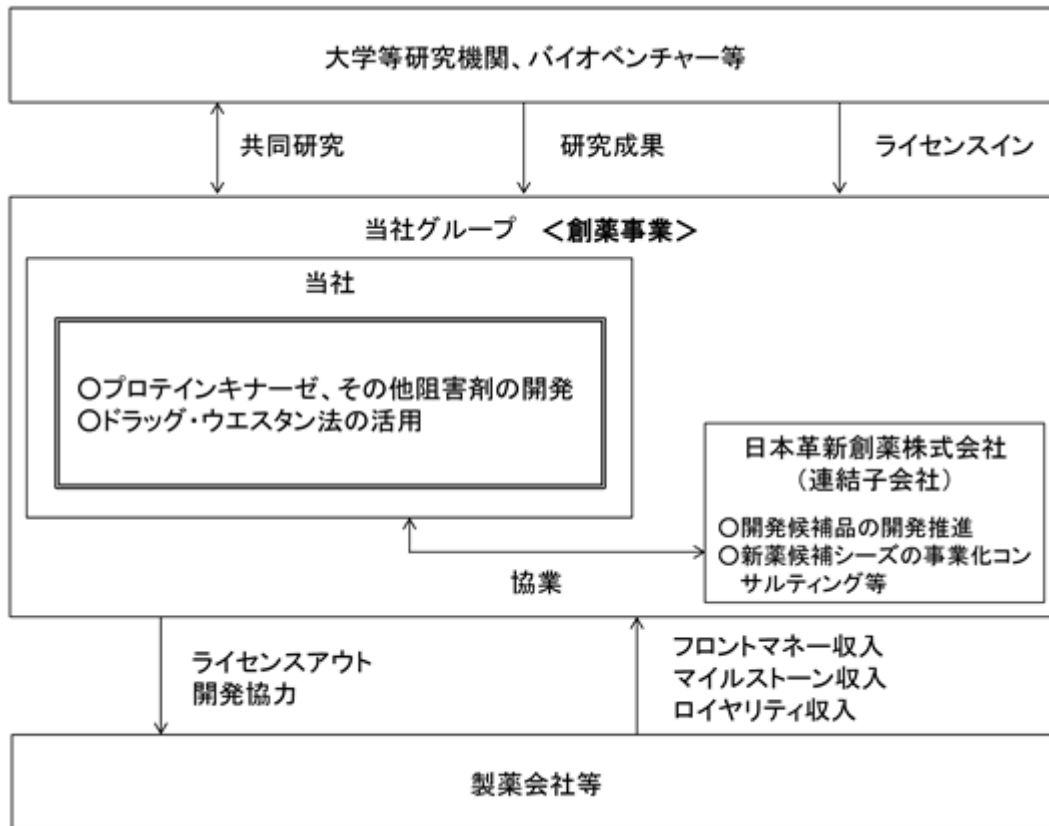 大学等研究機関、バイオベンチャー等
共同研究
研究成果
ライセンスイン
当社グループ ＜創薬事業＞
当社
○プロテインキナーゼ、その他阻害剤の開発
○ドラッグ・ウエスタン法の活用
日本革新創薬株式会社
（連結子会社）
○開発候補品の開発推進
○新薬候補シーズの事業化コン
サルティング等
協業
ライセンスアウト
開発協力
フロントマネー収入
マイルストーン収入
ロイヤリティ収入
製薬会社等